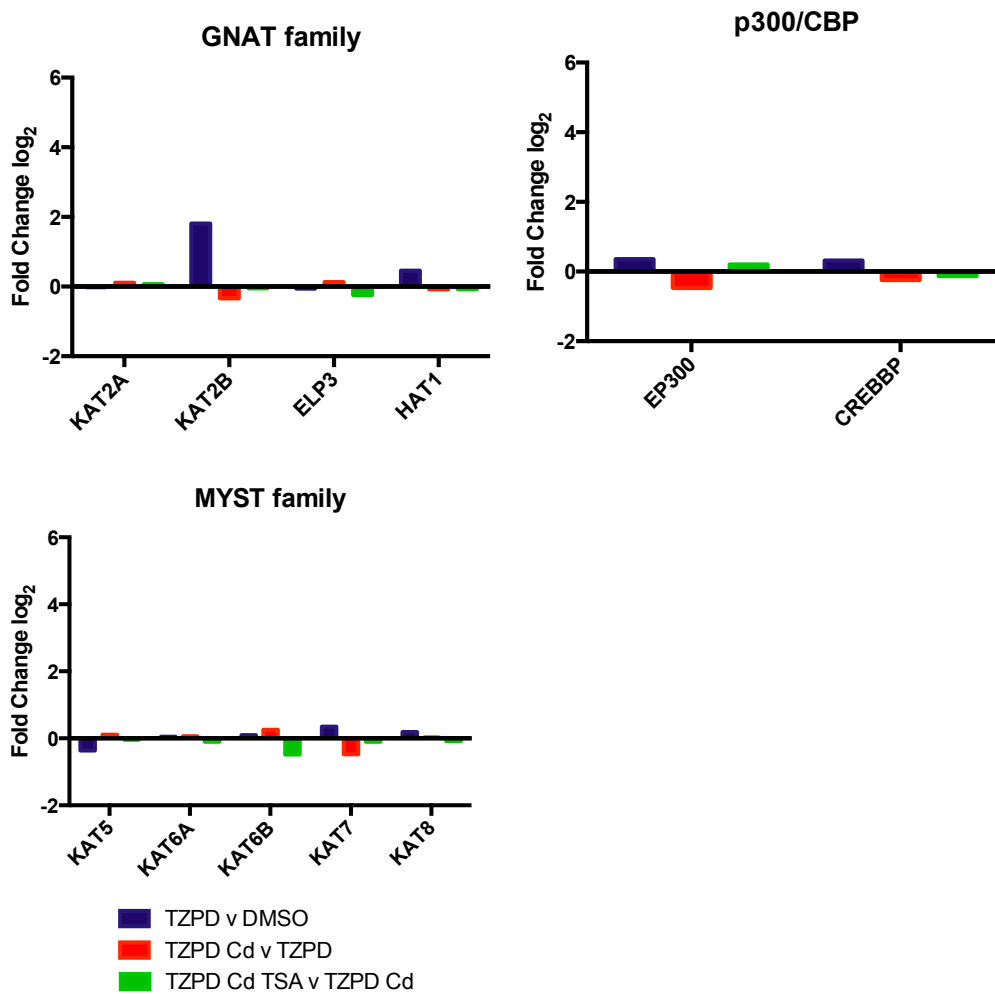 GNAT family
Fold Change log2
6
4
2
0
-2
KAT2A
KAT2B
ELP3
HAT1
p300/CBP
Fold Change log2
6
4
2
0
-2
EP300
CREBBP
MYST family
Fold Change log2
6
4
2
0
-2
KAT5
KAT6A
KAT6B
KAT7
KAT8
TZPD v DMSO
TZPD Cd v TZPD
TZPD Cd TSA v TZPD Cd